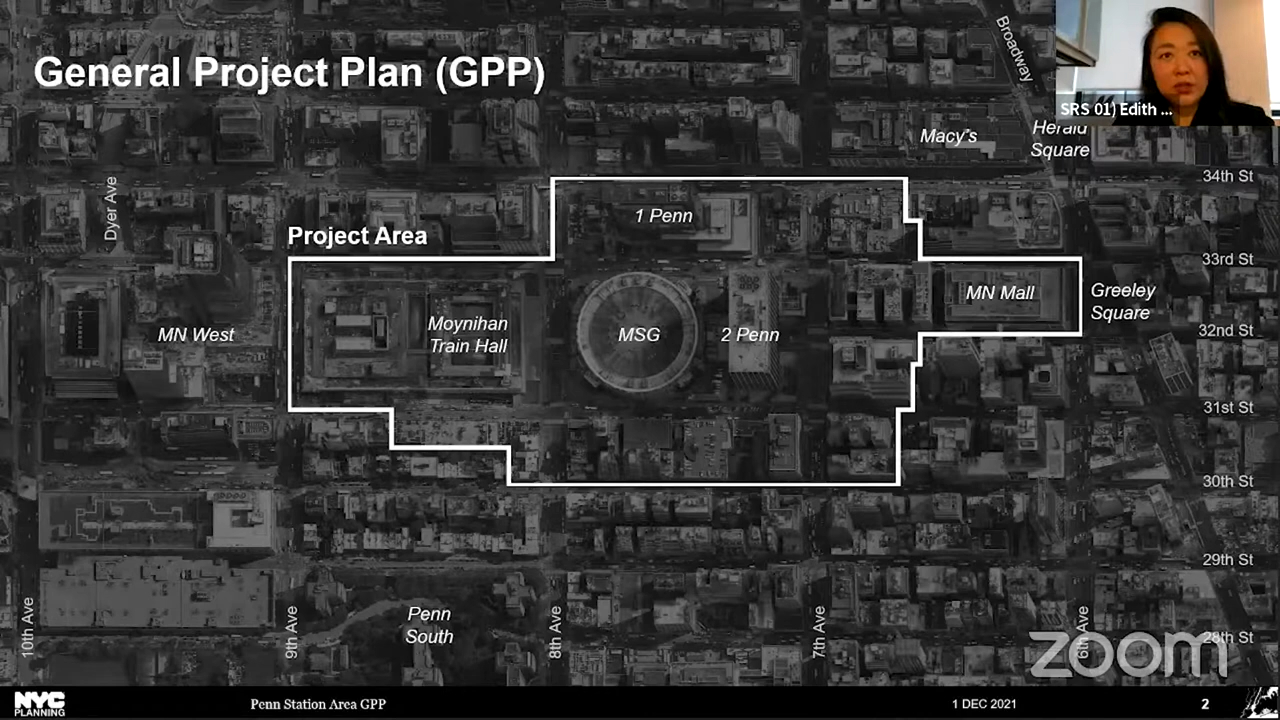 General Project Plan (GPP)
Broadway
SRS 01) Edith ...
Macy's
Herald
Square
34th St
Dyer Ave
1 Penn
Project Area
33rd St
MN Mall
Greeley
Square
Moynihan
Train Hall
MSG
2 Penn
MN West
32nd St
31st St
30th St
29th St
Penn
South
10th Ave
9th Ave
8th Ave
7th Ave
6th Ave
28th St
zoom
NYC
PLANNING
Penn Station Area GPP
1 DEC 2021
2